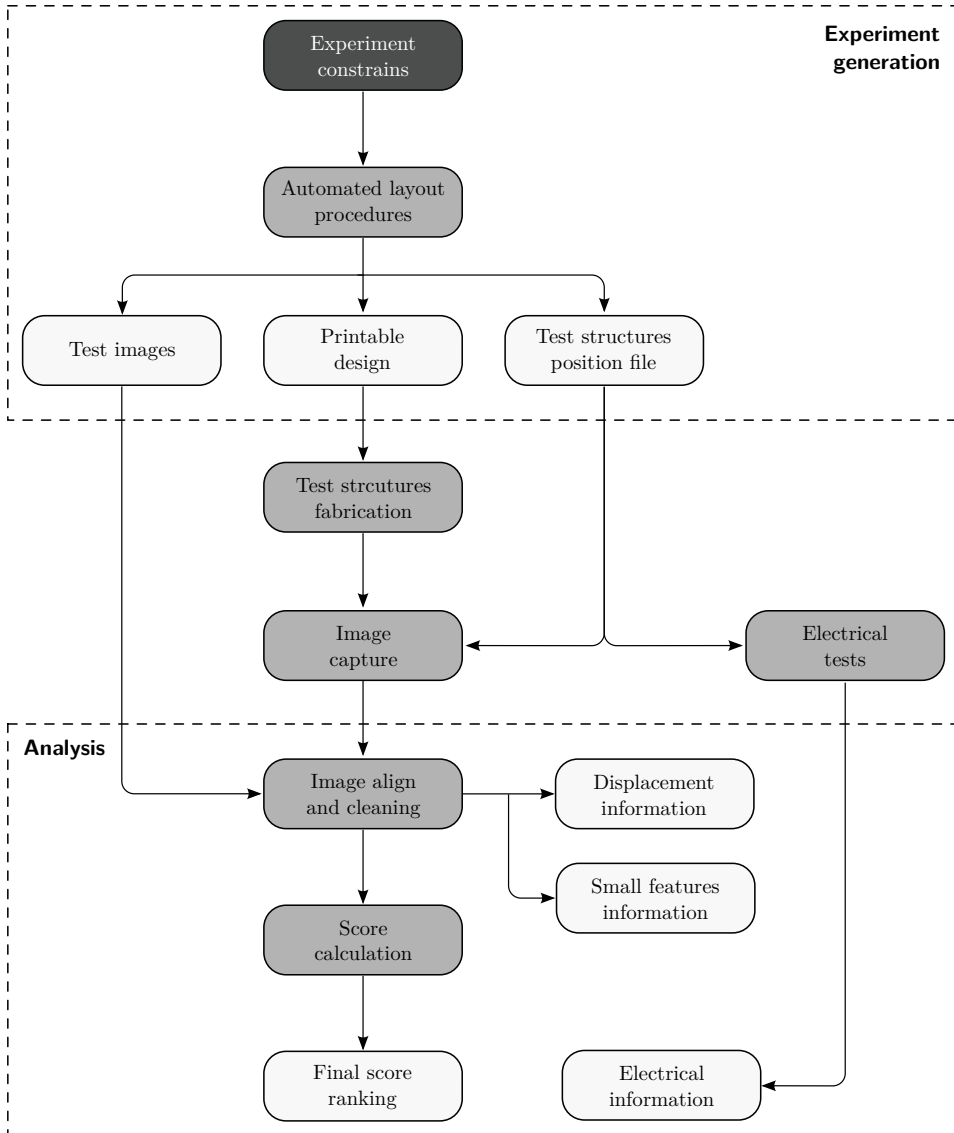 Experiment
constrains
Experiment
generation
Automated layout
procedures
Test images
Printable
design
Test structures
position file
Test strcutures
fabrication
Image
capture
Electrical
tests
Analysis
Image align
and cleaning
Displacement
information
Small features
information
Score
calculation
Final score
ranking
Electrical
information